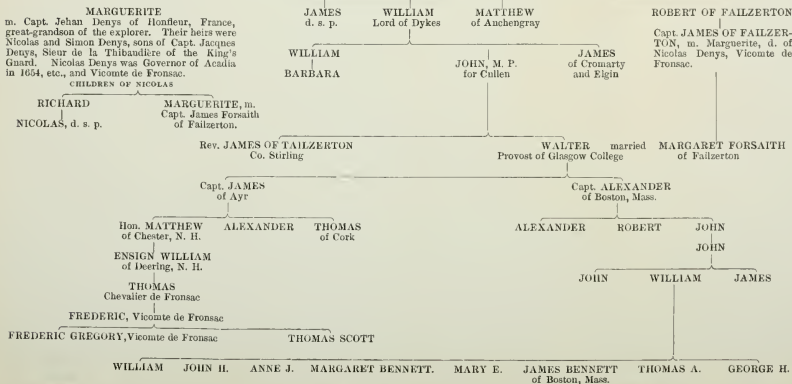 MARGUERITE
m. Capt. Jehan Denys of Honfleur, France,
great-grandson of the explorer. Their heirs were
Nicolas and Simon Denys, sons of Capt. Jacques
Denys, Sieur de la Thibaudière of the King's
Guard. Nicolas Denys was Governor of Acadia
in 1654, etc., and Vicomte de Fronsac.
CHILDREN OF NICOLAS
RICHARD
NICOLAS, d. s. p.
MARGUERITE, m.
Capt. James Forsaith
of Failzerton.
JAMES
d. s. p.
WILLIAM
Lord of Dykes
MATTHEW
of Auchengray
ROBERT OF FAILZERTON
Capt. JAMES OF FAILZER-
TON, m. Marguerite, d. of
Nicolas Denys, Vicomte de
Fronsac.
WILLIAM
BARBARA
JOHN, M. P.
for Cullen
JAMES
of Cromarty
and Elgin
Rev. JAMES OF TAILZERTON
Co. Stirling
WALTER married MARGARET FORSAITH
Provost of Glasgow College of Failzerton
Capt. JAMES
of Ayr
Capt. ALEXANDER
of Boston, Mass.
Hon. MATTHEW
of Chester, N. H.
ALEXANDER
THOMAS
of Cork
ALEXANDER ROBERT JOHN
JOHN
ENSIGN WILLIAM
of Deering, N. H.
JOHN WILLIAM JAMES
THOMAS
Chevalier de Fronsac
FREDERIC, Vicomte de Fronsac
FREDERIC GREGORY, Vicomte de Fronsac THOMAS SCOTT
WILLIAM JOHN H. ANNE J. MARGARET BENNETT. MARY E. JAMES BENNETT THOMAS A. GEORGE H.
of Boston, Mass.